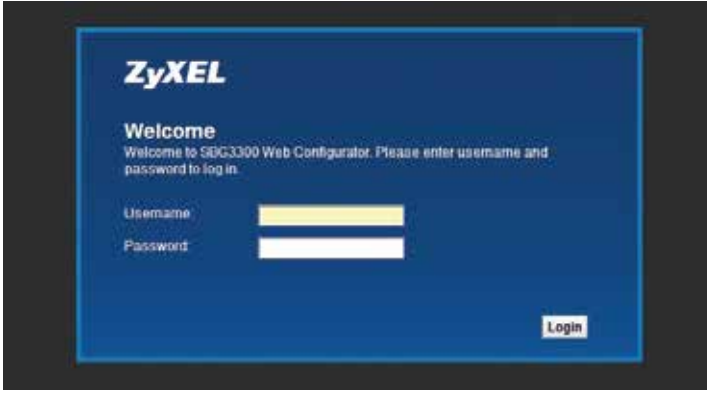 ZyXEL
Welcome
Welcome to SBG3300 Web Configurator. Please enter username and
password to log in.
Username:
Password:
Login